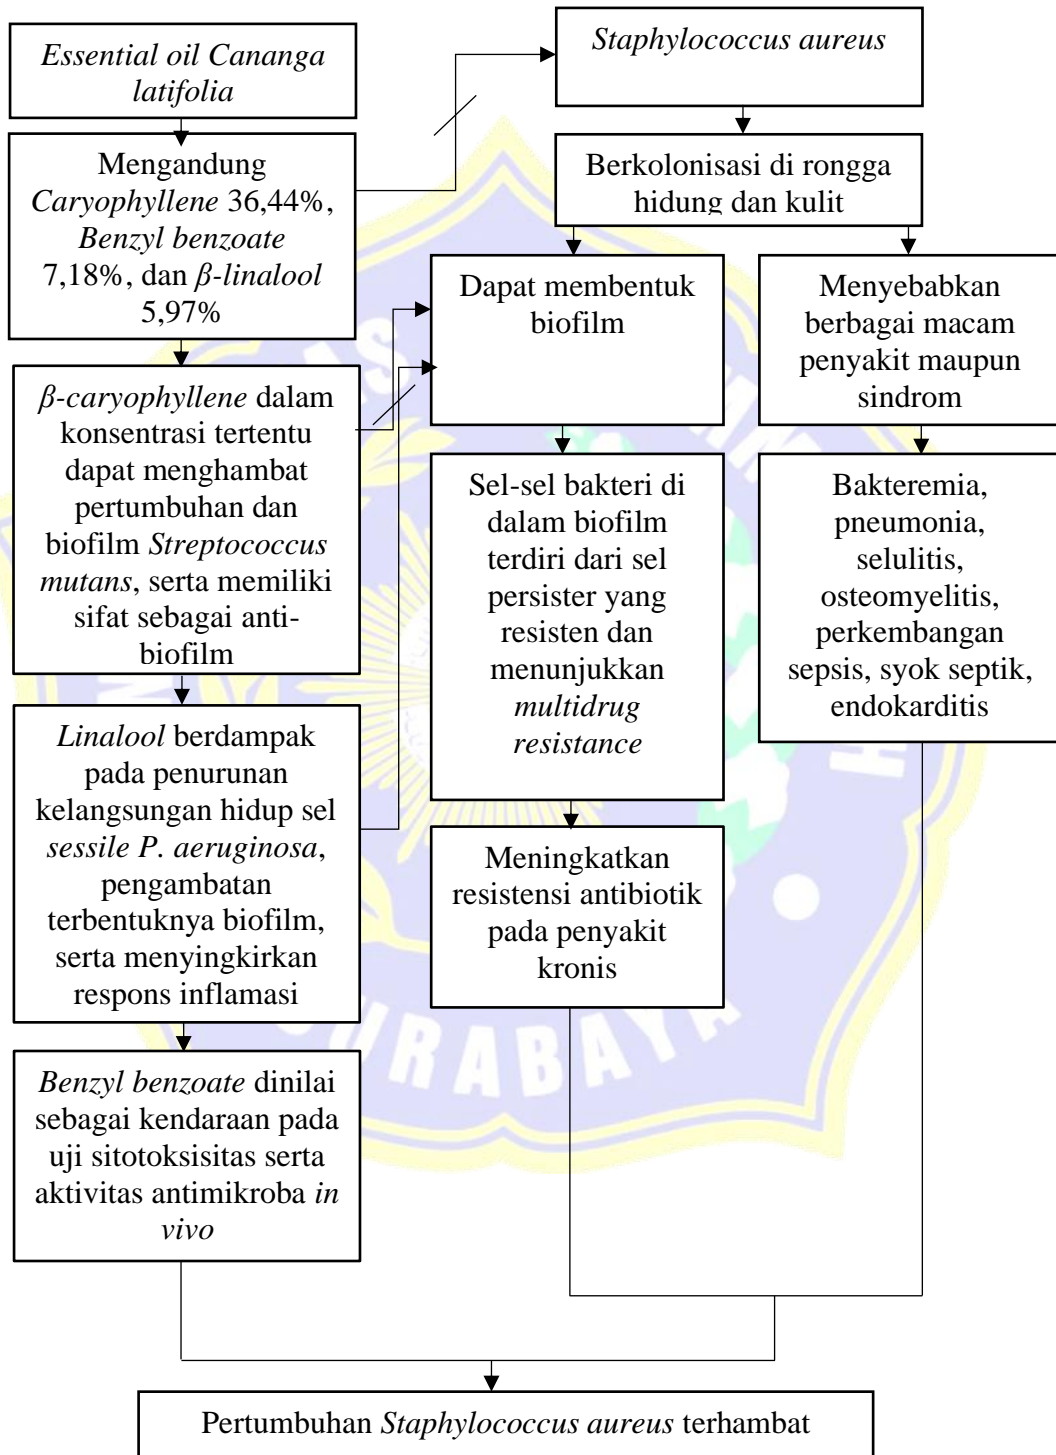 Essential oil Cananga
latifolia
Mengandung
Caryophyllene 36,44%,
Benzyl benzoate
7,18%, dan β-linalool
5,97%
β-caryophyllene dalam
konsentrasi tertentu
dapat menghambat
pertumbuhan dan
biofilm Streptococcus
mutans, serta memiliki
sifat sebagai anti-
biofilm
Linalool berdampak
pada penurunan
kelangsungan hidup sel
sessile P. aeruginosa,
pengambatan
terbentuknya biofilm,
serta menyingkirkan
respons inflamasi
Benzyl benzoate dinilai
sebagai kendaraan pada
uji sitotoksisitas serta
aktivitas antimikroba in
vivo
Staphylococcus aureus
Berkolonisasi di rongga
hidung dan kulit
Dapat membentuk
biofilm
Sel-sel bakteri di
dalam biofilm
terdiri dari sel
persister yang
resisten dan
menunjukkan
multidrug
resistance
Meningkatkan
resistensi antibiotik
pada penyakit
kronis
Menyebabkan
berbagai macam
penyakit maupun
sindrom
Bakteremia,
pneumonia,
selulitis,
osteomyelitis,
perkembangan
sepsis, syok septik,
endokarditis
Pertumbuhan Staphylococcus aureus terhambat
SURABAYA